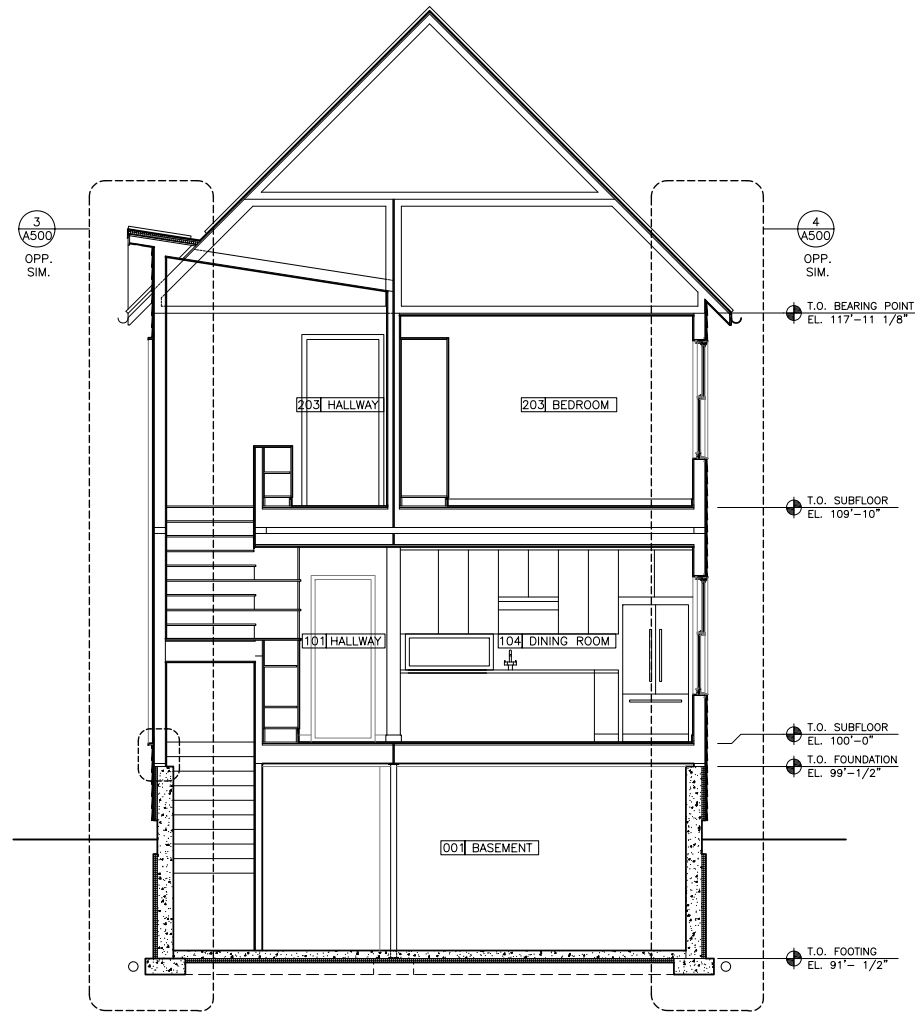 3
A500
OPP.
SIM.
4
A500
OPP.
SIM.
T.O. BEARING POINT
EL. 117'-11 1/8"
203 HALLWAY
203 BEDROOM
T.O. SUBFLOOR
EL. 109'-10"
101 HALLWAY
104 DINING ROOM
T.O. SUBFLOOR
EL. 100'-0"
T.O. FOUNDATION
EL. 99'-1/2"
001 BASEMENT
T.O. FOOTING
EL. 91'- 1/2"